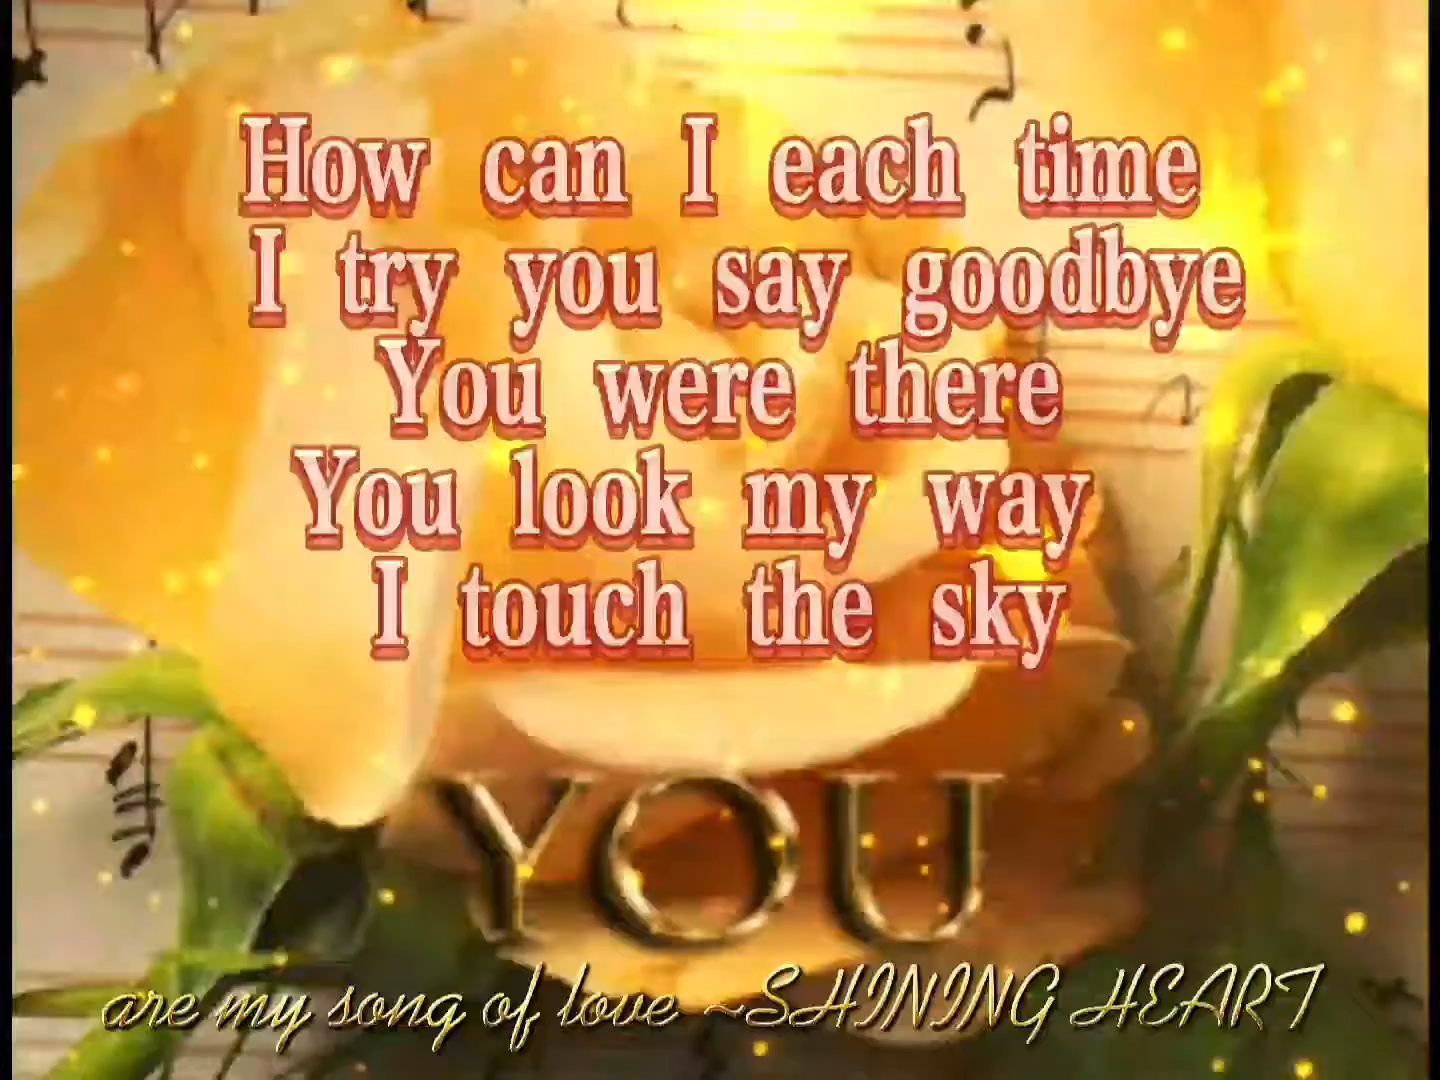 How can I each time
I try you say goodbye
You were there
You look my way
I touch the sky
YOU
are my song of love ~SHINING HEART